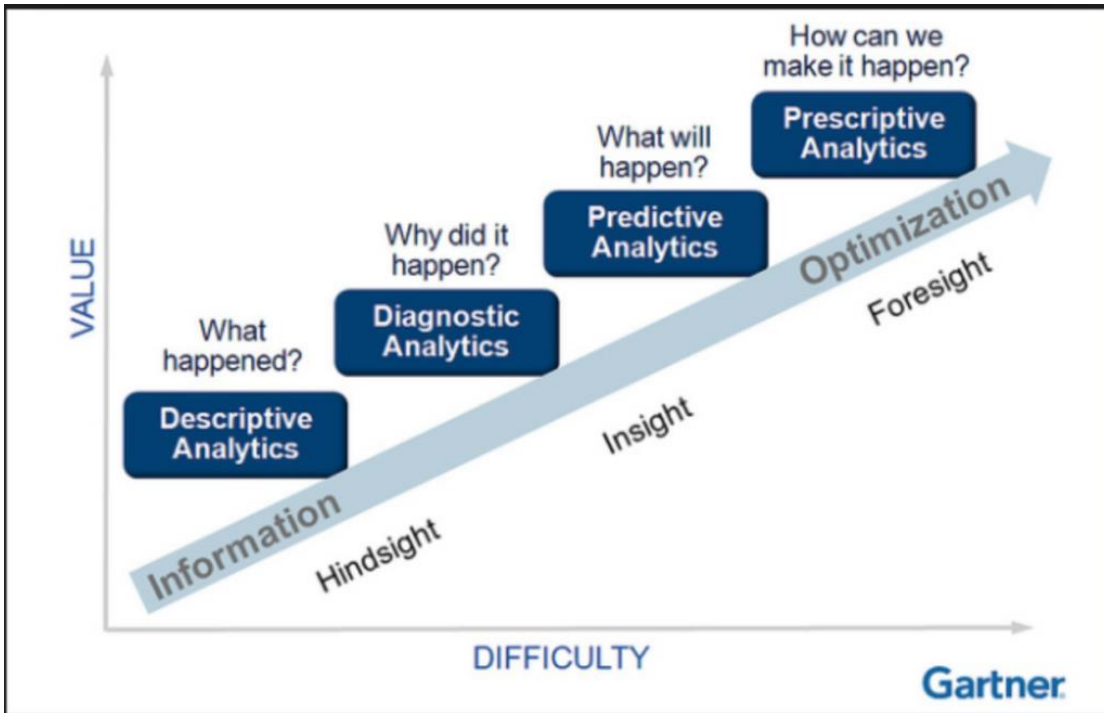 How can we
make it happen?
Prescriptive
Analytics
What will
happen?
Predictive
Analytics
Why did it
happen?
Diagnostic
Analytics
What
happened?
Descriptive
Analytics
VALUE
Information
Optimization
Hindsight
Insight
Foresight
DIFFICULTY
Gartner